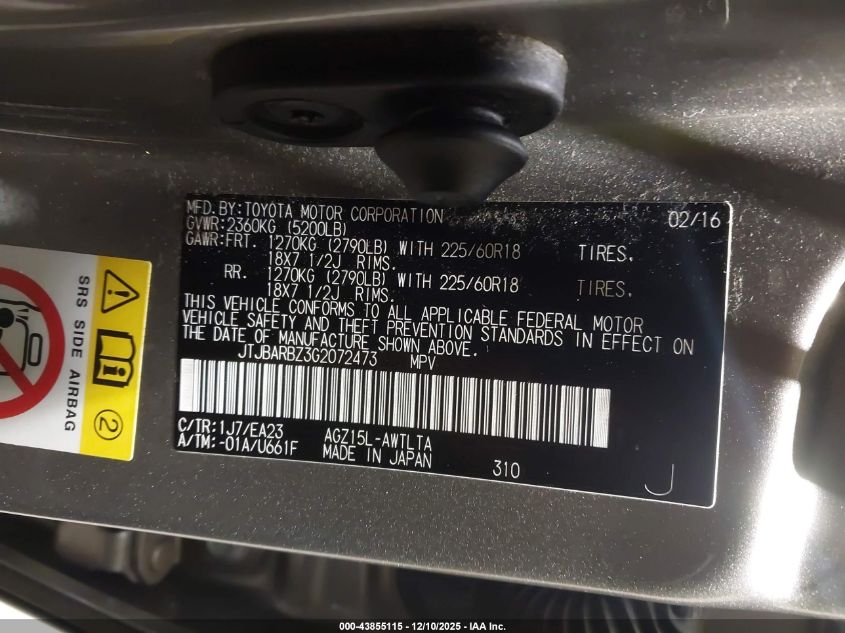 MFD.BY:TOYOTA MOTOR CORPORATION 02/16
GVWR:2360KG (5200LB)
GAWR:FRT. 1270KG (2790LB) WITH 225/60R18 TIRES.
18X7 1/2J RIMS.
RR. 1270KG (2790LB) WITH 225/60R18 TIRES.
18X7 1/2J RIMS.
THIS VEHICLE CONFORMS TO ALL APPLICABLE FEDERAL MOTOR
VEHICLE SAFETY AND THEFT PREVENTION STANDARDS IN EFFECT ON
THE DATE OF MANUFACTURE SHOWN ABOVE.
JTJBARBZ3G2072473 MPV
C/TR:1J7/EA23 AGZ15L-AWTLTA
A/TM:-01A/U661F MADE IN JAPAN 310
J
SRS SIDE AIRBAG
2
000-43855115 - 12/10/2025 - IAA Inc.